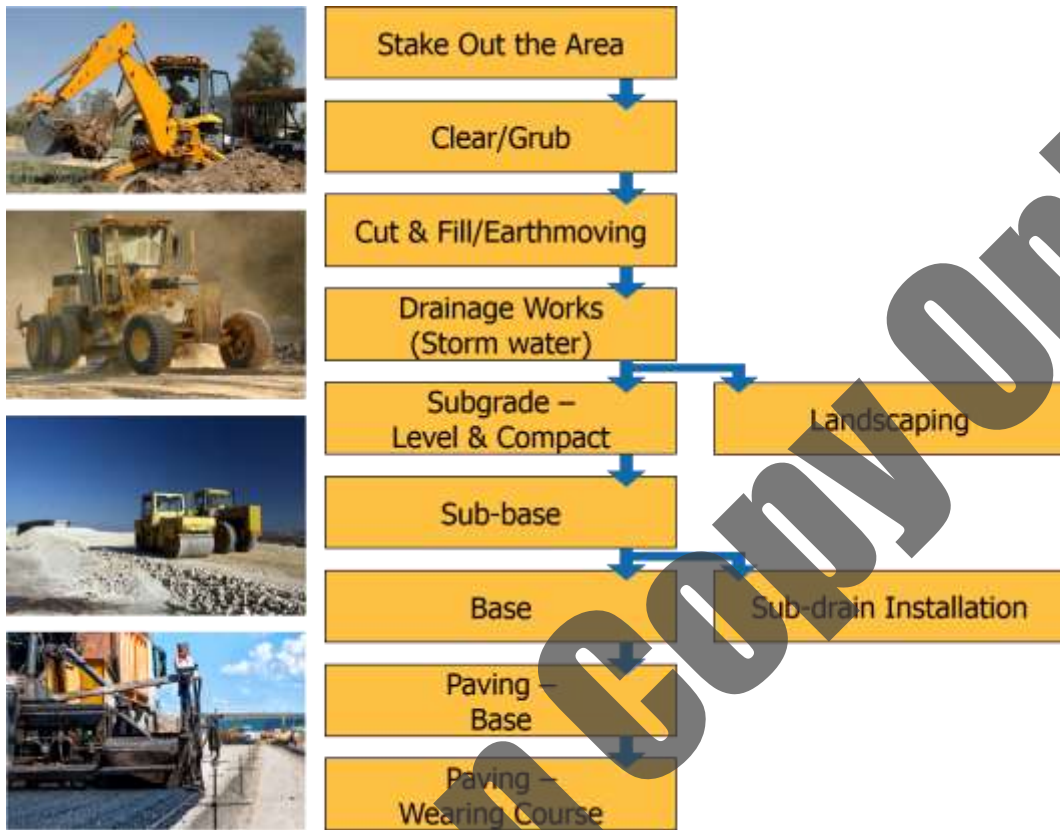 Stake Out the Area
Clear/Grub
Cut & Fill/Earthmoving
Drainage Works
(Storm water)
Subgrade –
Level & Compact
Landscaping
Sub-base
Base
Sub-drain Installation
Paving –
Base
Paving –
Wearing Course
Copy